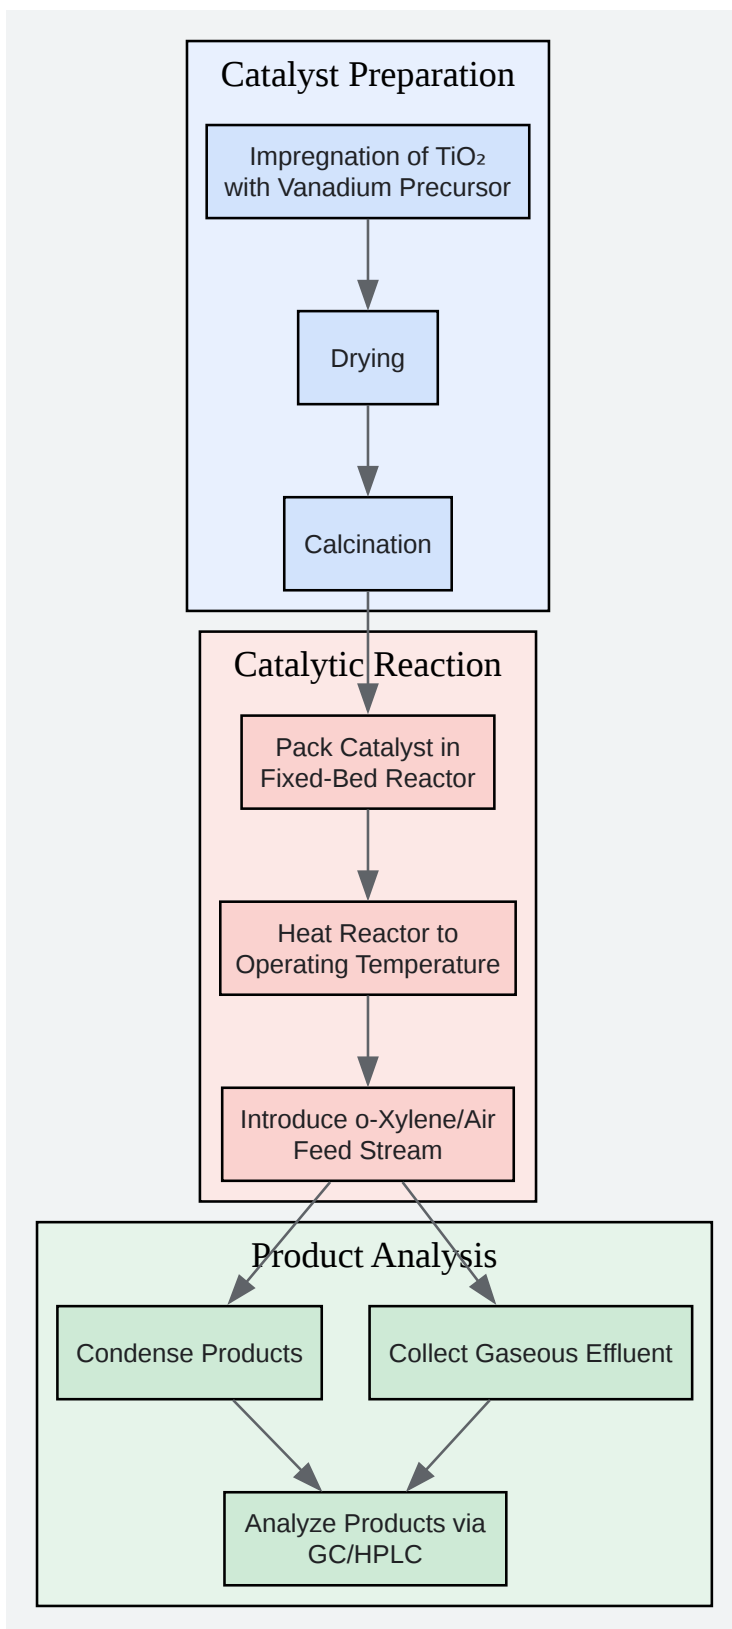 Catalyst Preparation
Impregnation of TiO₂
with Vanadium Precursor
Drying
Calcination
Catalytic Reaction
Pack Catalyst in
Fixed-Bed Reactor
Heat Reactor to
Operating Temperature
Introduce o-Xylene/Air
Feed Stream
Product Analysis
Condense Products
Collect Gaseous Effluent
Analyze Products via
GC/HPLC